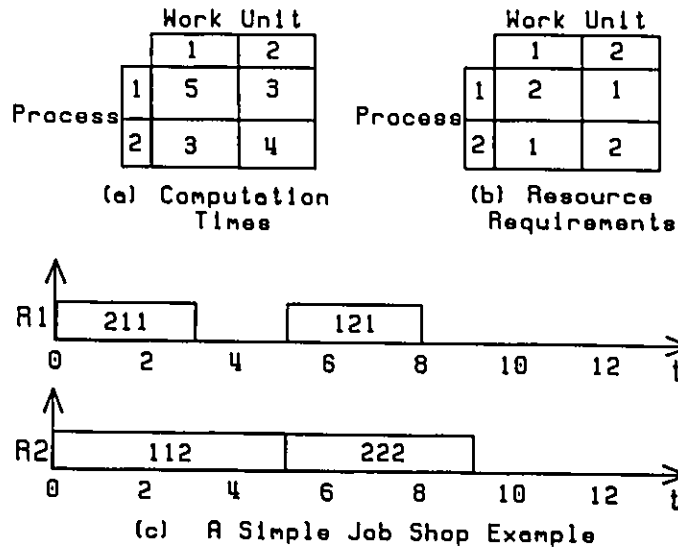 Work Unit
1 2
1 5 3
Process
2 3 4
(a) Computation
Times
Work Unit
1 2
1 2 1
Process
2 1 2
(b) Resource
Requirements
R1 211 121
0 2 4 6 8 10 12 t
R2 112 222
0 2 4 6 8 10 12 t
(c) A Simple Job Shop Example